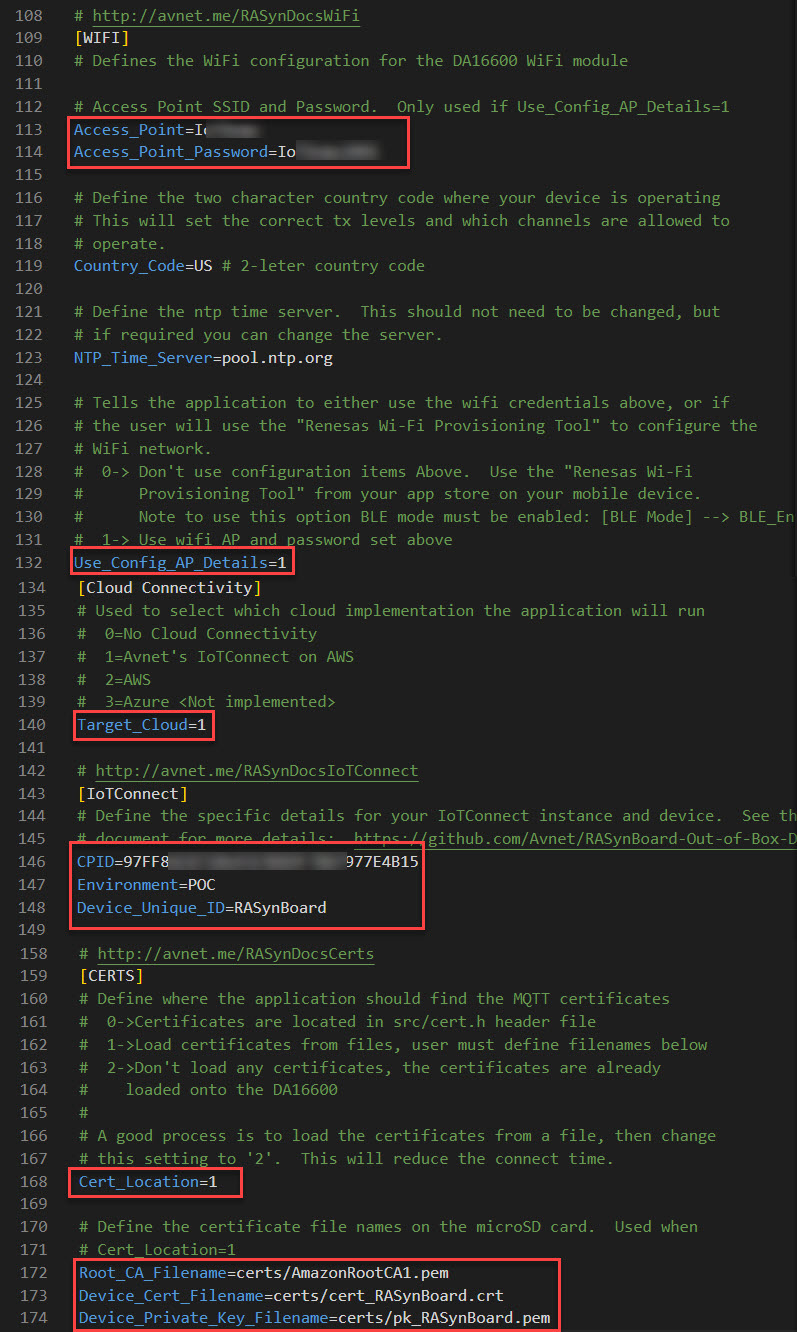 108 # http://avnet.me/RASynDocsWiFi
109 [WIFI]
110 # Defines the WiFi configuration for the DA16600 WiFi module
111
112 # Access Point SSID and Password.  Only used if Use_Config_AP_Details=1
113 Access_Point=Io
114 Access_Point_Password=Io
115
116 # Define the two character country code where your device is operating
117 # This will set the correct tx levels and which channels are allowed to
118 # operate.
119 Country_Code=US # 2-leter country code
120
121 # Define the ntp time server.  This should not need to be changed, but
122 # if required you can change the server.
123 NTP_Time_Server=pool.ntp.org
124
125 # Tells the application to either use the wifi credentials above, or if
126 # the user will use the "Renesas Wi-Fi Provisioning Tool" to configure the
127 # WiFi network.
128 #  0-> Don't use configuration items Above.  Use the "Renesas Wi-Fi
129 #      Provisioning Tool" from your app store on your mobile device.
130 #      Note to use this option BLE mode must be enabled: [BLE Mode] --> BLE_En
131 #  1-> Use wifi AP and password set above
132 Use_Config_AP_Details=1
134 [Cloud Connectivity]
135 # Used to select which cloud implementation the application will run
136 #  0=No Cloud Connectivity
137 #  1=Avnet's IoTConnect on AWS
138 #  2=AWS
139 #  3=Azure <Not implemented>
140 Target_Cloud=1
141
142 # http://avnet.me/RASynDocsIoTConnect
143 [IoTConnect]
144 # Define the specific details for your IoTConnect instance and device.  See th
145 # document for more details:  https://github.com/Avnet/RASynBoard-Out-of-Box-D
146 CPID=97FF8 977E4B15
147 Environment=POC
148 Device_Unique_ID=RASynBoard
149
158 # http://avnet.me/RASynDocsCerts
159 [CERTS]
160 # Define where the application should find the MQTT certificates
161 #  0->Certificates are located in src/cert.h header file
162 #  1->Load certificates from files, user must define filenames below
163 #  2->Don't load any certificates, the certificates are already
164 #     loaded onto the DA16600
165 #
166 # A good process is to load the certificates from a file, then change
167 # this setting to '2'.  This will reduce the connect time.
168 Cert_Location=1
169
170 # Define the certificate file names on the microSD card.  Used when
171 # Cert_Location=1
172 Root_CA_Filename=certs/AmazonRootCA1.pem
173 Device_Cert_Filename=certs/cert_RASynBoard.crt
174 Device_Private_Key_Filename=certs/pk_RASynBoard.pem